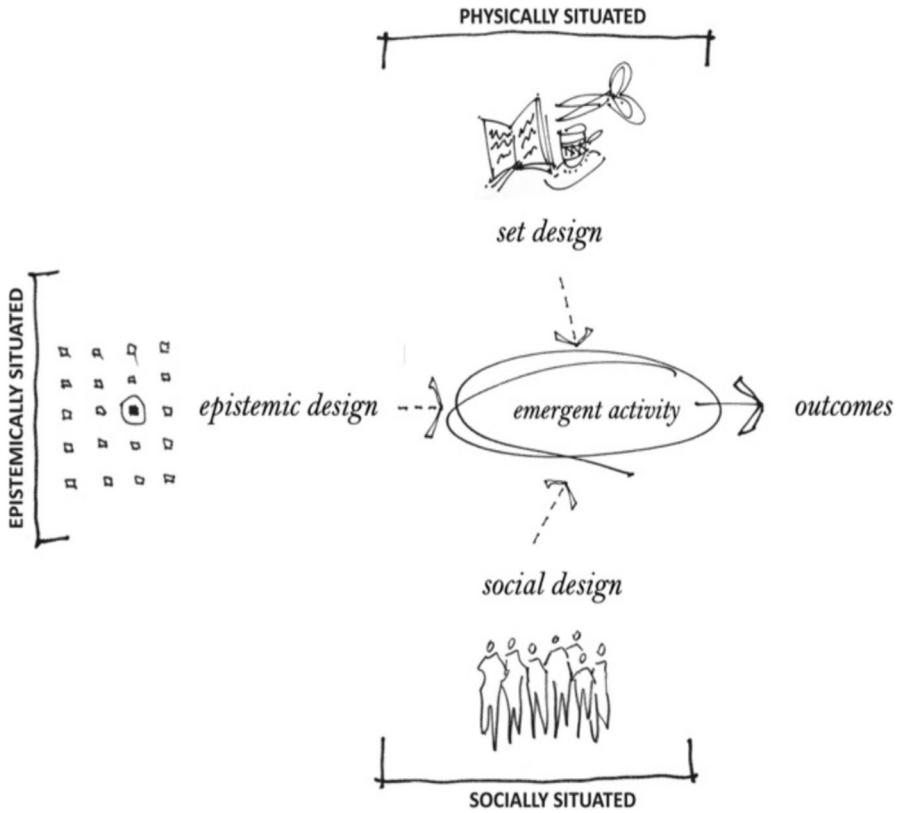 PHYSICALLY SITUATED
set design
EPISTEMICALLY SITUATED
epistemic design
emergent activity
outcomes
social design
SOCIALLY SITUATED